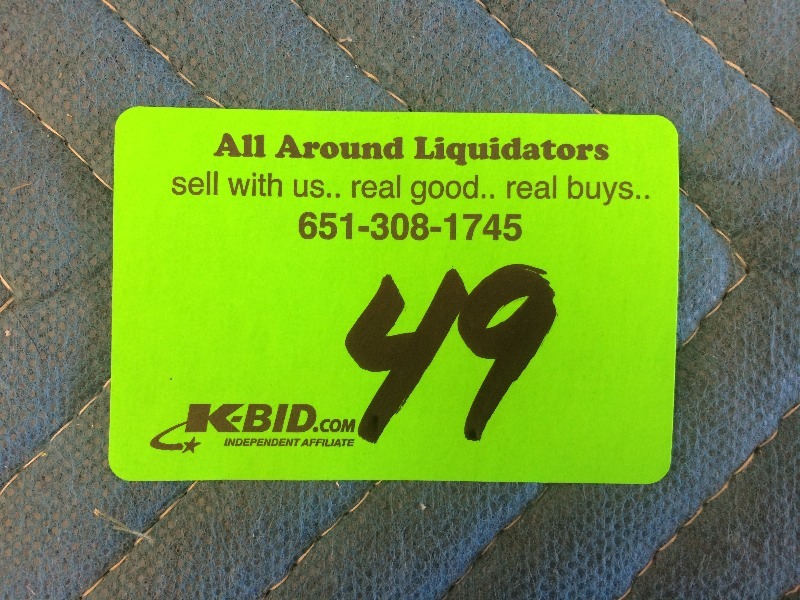 All Around Liquidators
sell with us.. real good.. real buys..
651-308-1745
49
K-BID.COM
INDEPENDENT AFFILIATE